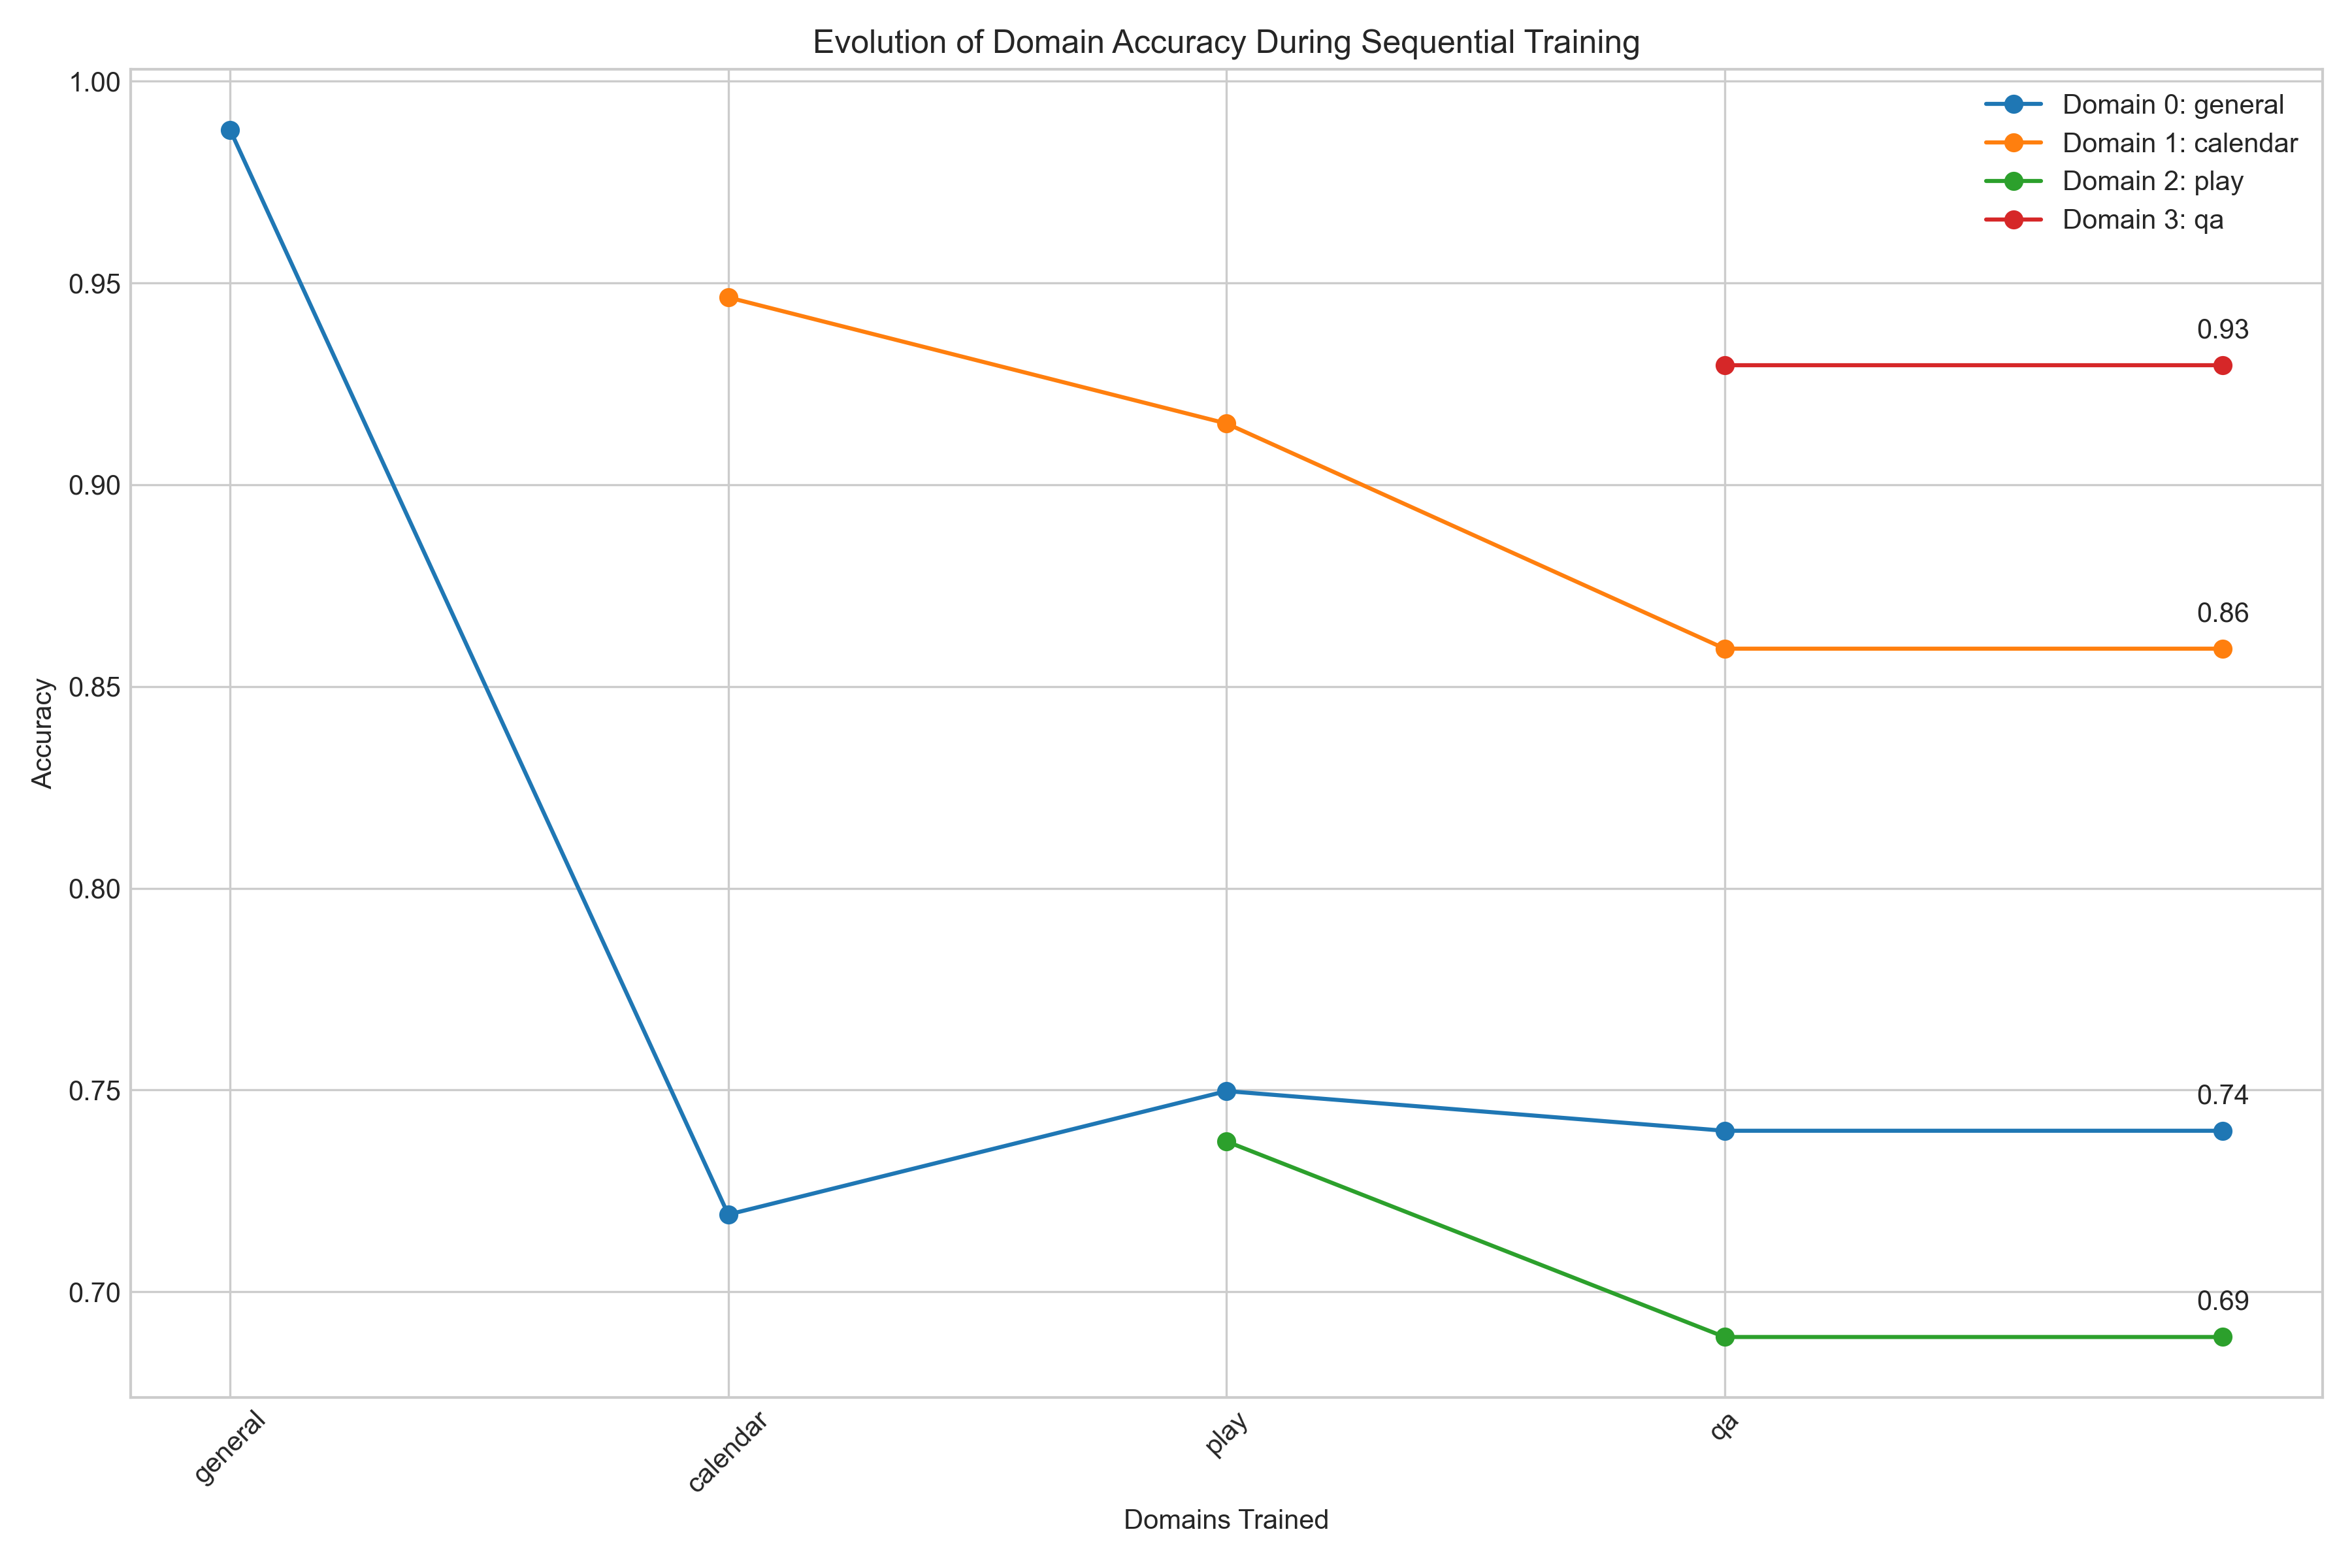 Evolution of Domain Accuracy During Sequential Training
1.00
0.95
0.90
0.85
0.80
0.75
0.70
Accuracy
Domain 0: general
Domain 1: calendar
Domain 2: play
Domain 3: qa
0.93
0.86
0.74
0.69
general
calendar
play
qa
Domains Trained